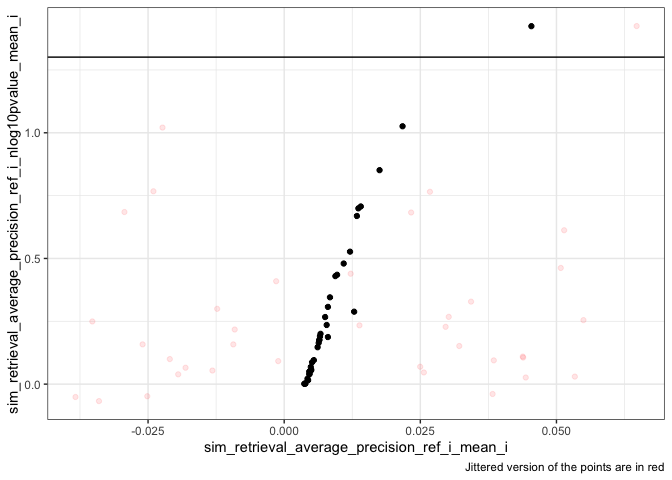 sim_retrieval_average_precision_ref_i_nlog10pvalue_mean_i
1.0
0.5
0.0
-0.025
0.000
0.025
0.050
sim_retrieval_average_precision_ref_i_mean_i
Jittered version of the points are in red